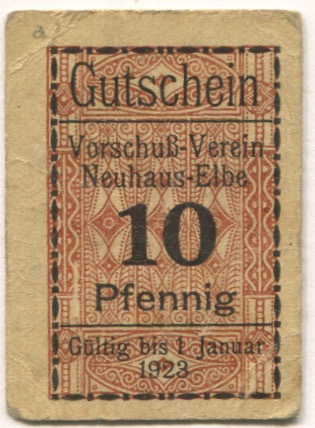 Gutschein
Vorschuß-Verein
Neuhaus-Elbe
10
Pfennig
Gültig bis 1 Januar
1923